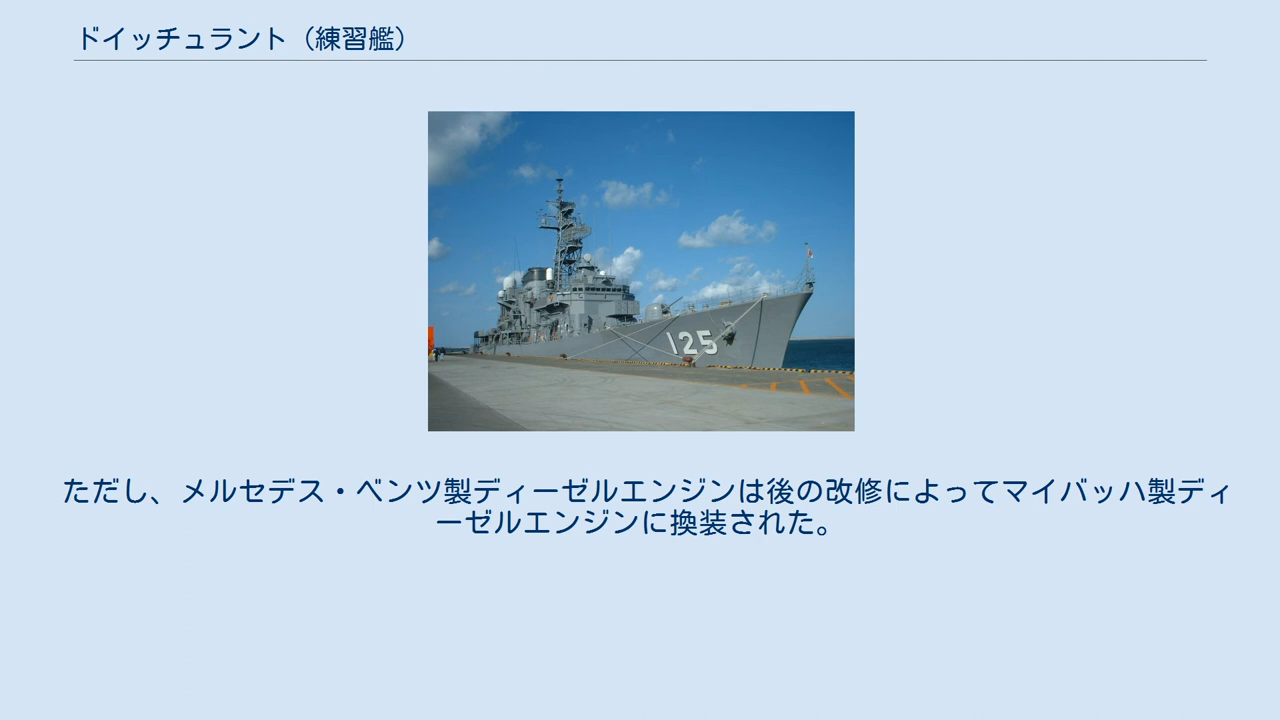 ドイッチュラント（練習艦）
125
ただし、メルセデス・ベンツ製ディーゼルエンジンは後の改修によってマイバッハ製ディ
ーゼルエンジンに換装された。